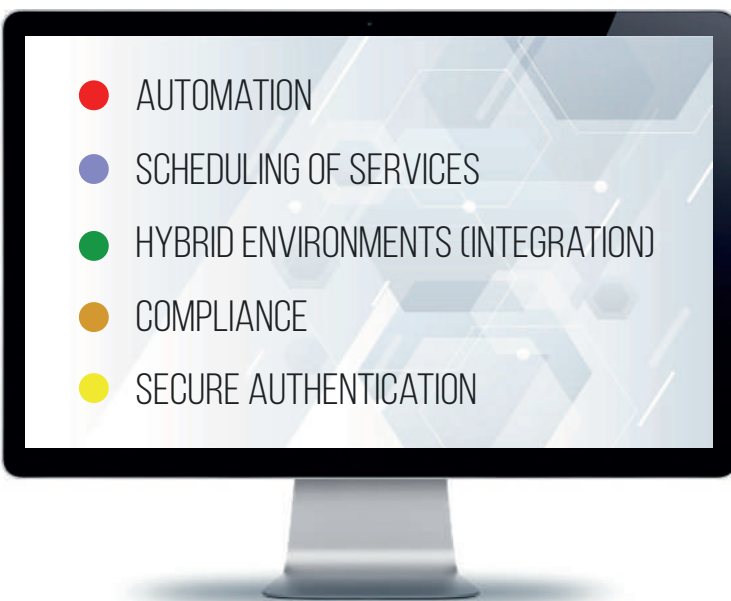 AUTOMATION
SCHEDULING OF SERVICES
HYBRID ENVIRONMENTS (INTEGRATION)
COMPLIANCE
SECURE AUTHENTICATION